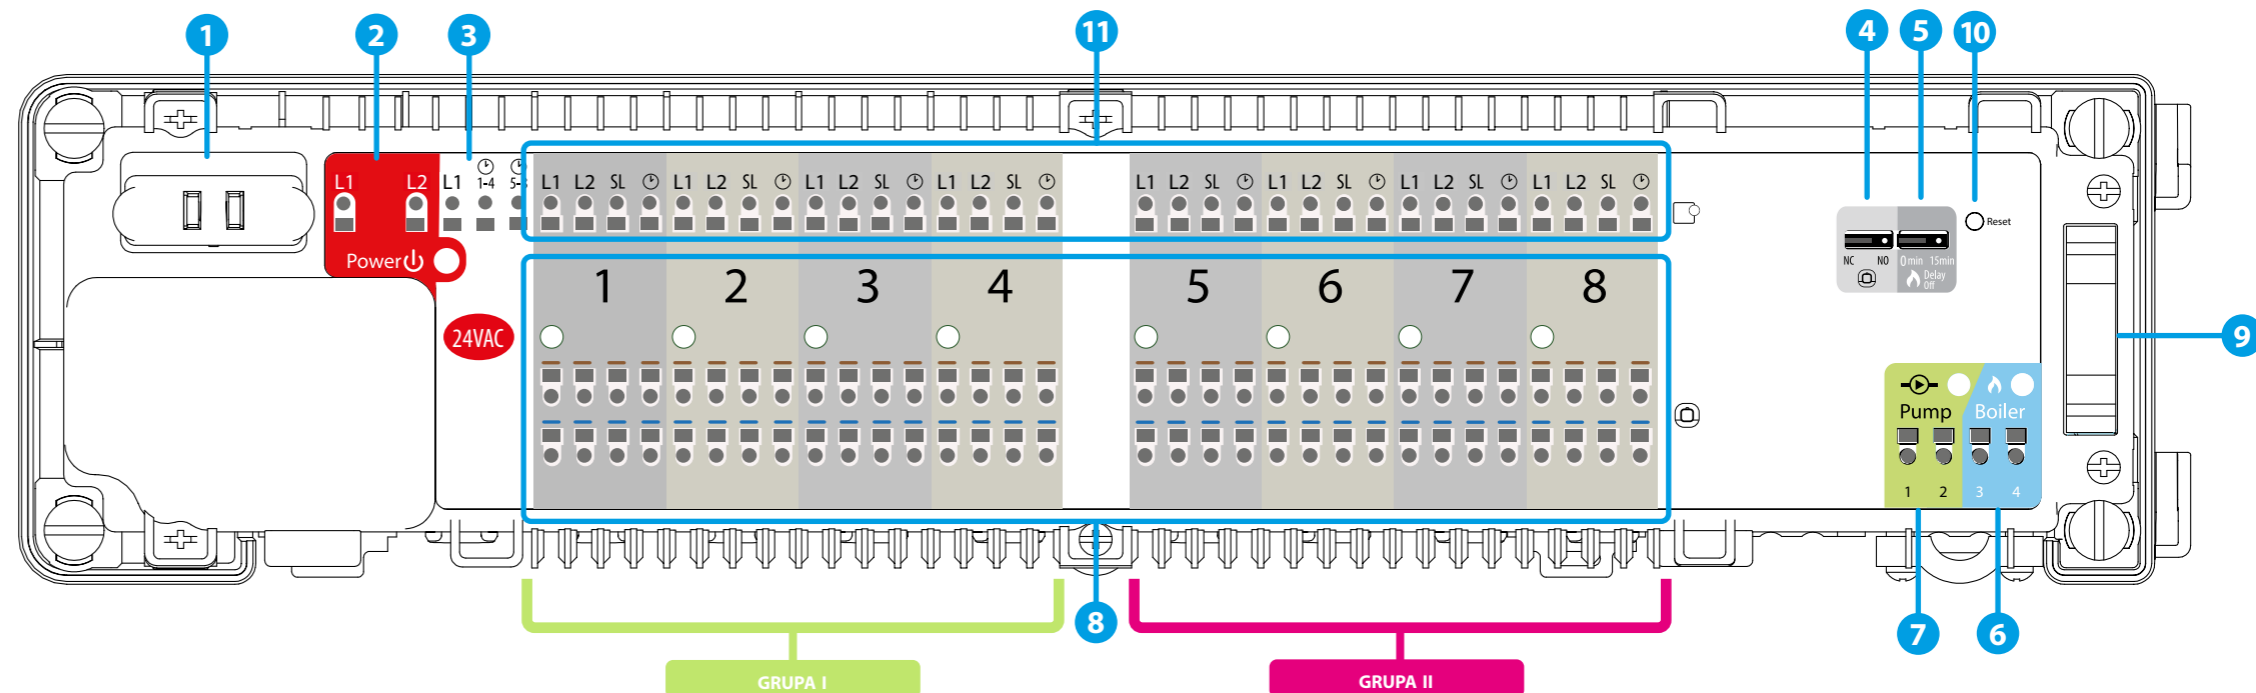 1 2 3 11 4 5 10
1-4 5-8
L1 L2 L1 L1 L2 SL L1 L2 SL L1 L2 SL L1 L2 SL L1 L2 SL L1 L2 SL L1 L2 SL L1 L2 SL
Reset
Power
NC NO 0 min 15min
Delay
Off
1 2 3 4 5 6 7 8
24VAC
9
Pump Boiler
1 2 3 4
8 7 6
GRUPA I GRUPA II